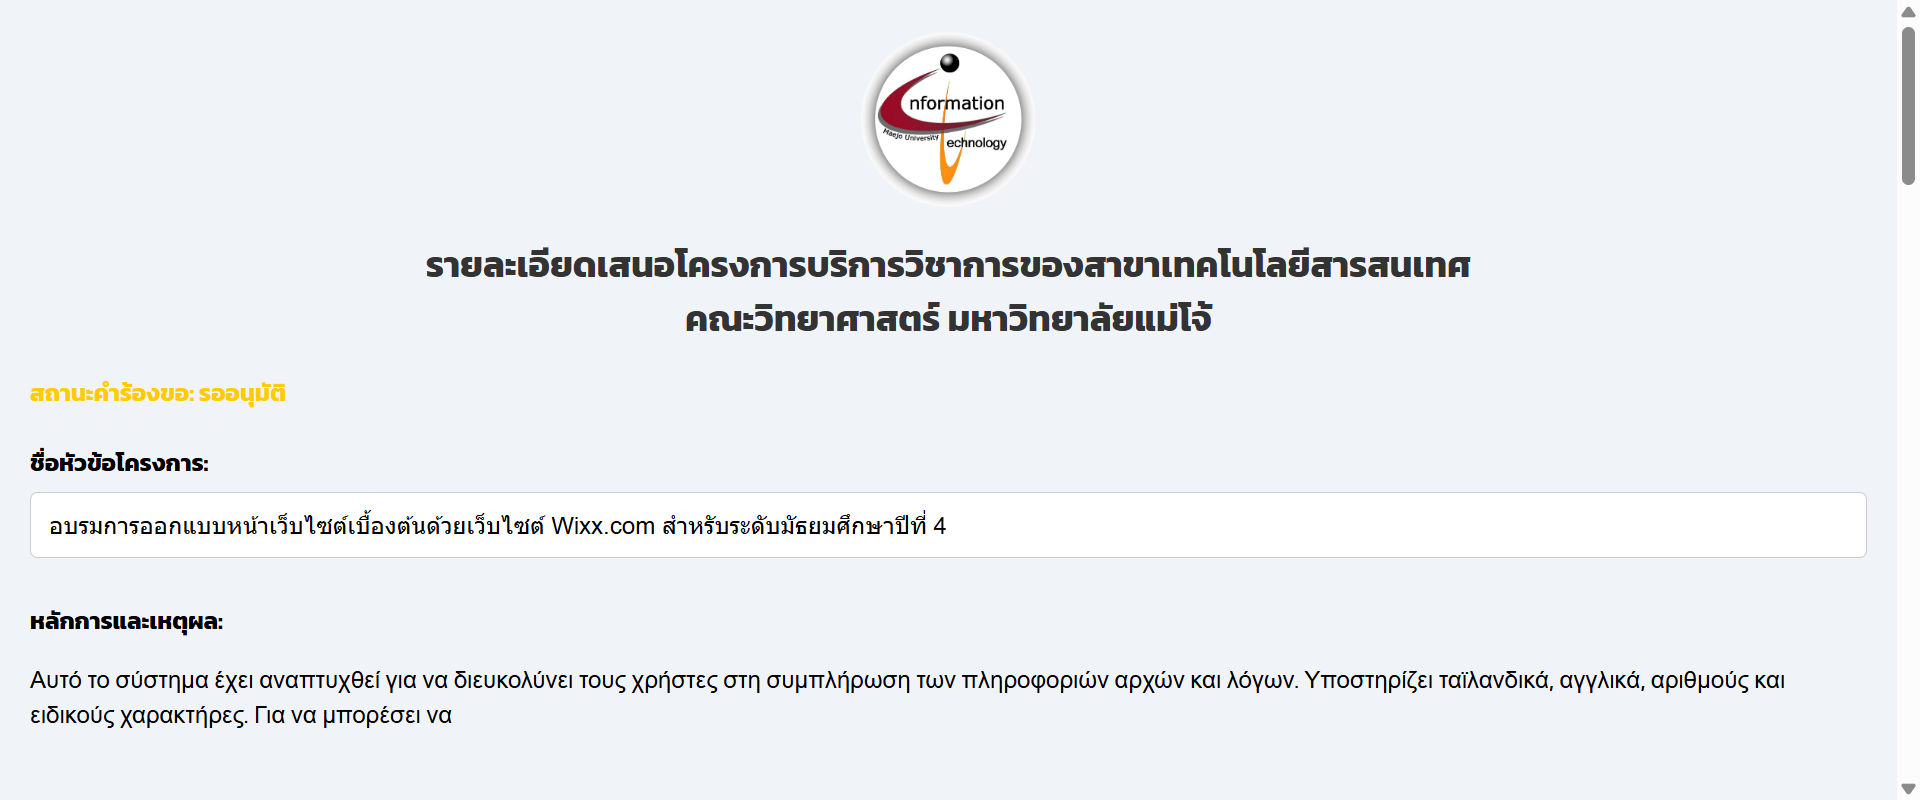 nformation
Maejo University
echnology
รายละเอียดเสนอโครงการบริการวิชาการของสาขาเทคโนโลยีสารสนเทศ
คณะวิทยาศาสตร์ มหาวิทยาลัยแม่โจ้
สถานะคำร้องขอ: รออนุมัติ
ชื่อหัวข้อโครงการ:
อบรมการออกแบบหน้าเว็บไซต์เบื้องต้นด้วยเว็บไซต์ Wixx.com สำหรับระดับมัธยมศึกษาปีที่ 4
หลักการและเหตุผล:
Αυτό το σύστημα έχει αναπτυχθεί για να διευκολύνει τους χρήστες στη συμπλήρωση των πληροφοριών αρχών και λόγων. Υποστηρίζει ταϊλανδικά, αγγλικά, αριθμούς και
ειδικούς χαρακτήρες. Για να μπορέσει να